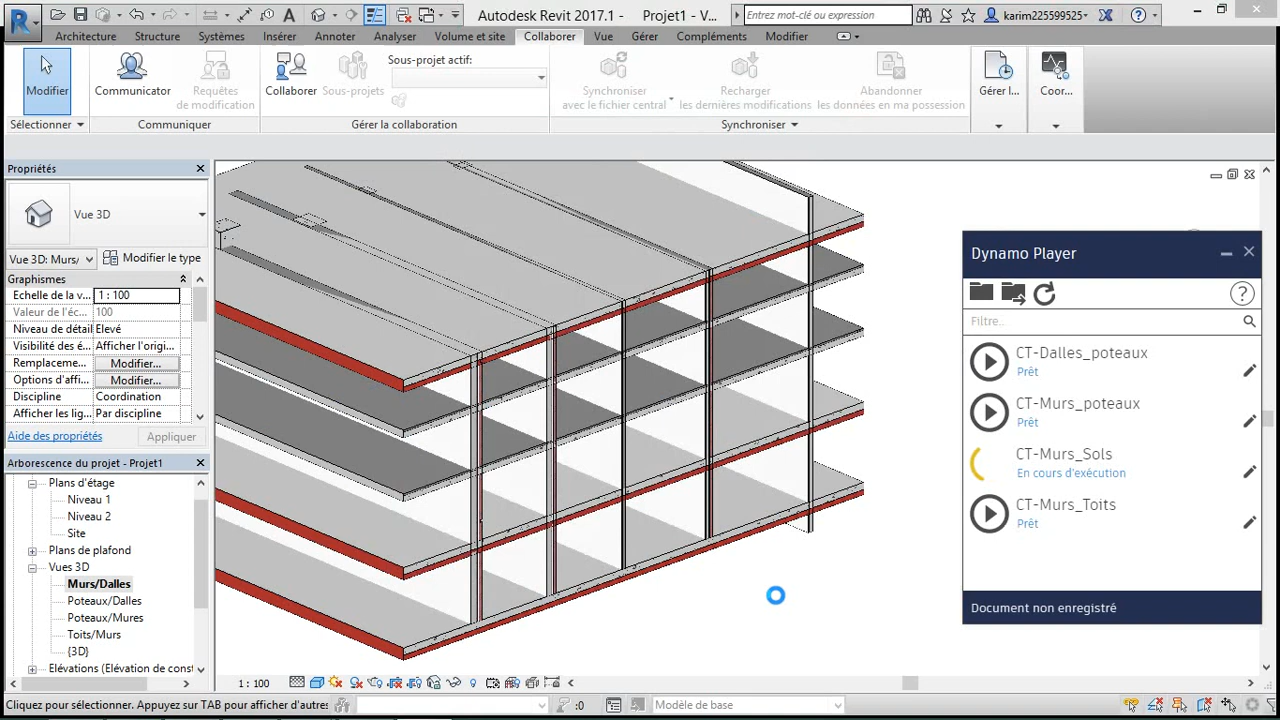 Autodesk Revit 2017.1 - Projet1 - V... Entrez mot-clé ou expression karim225599525
Architecture Structure Systèmes Insérer Annoter Analyser Volume et site Collaborer Vue Gérer Compléments Modifier
Modifier
Sélectionner
Communicator
Requêtes
de modification
Communiquer
Collaborer
Sous-projets
Sous-projet actif:
Gérer la collaboration
Synchroniser
avec le fichier central
Recharger
les dernières modifications
Abandonner
les données en ma possession
Synchroniser
Gérer l...
Coor...
Propriétés
Vue 3D
Vue 3D: Murs/
Modifier le type
Graphismes
Echelle de la v... 1 : 100
Valeur de l'éc... 100
Niveau de détail Elevé
Visibilité des é... Afficher l'origi...
Remplaceme... Modifier...
Options d'affi... Modifier...
Discipline Coordination
Afficher les lig... Par discipline
Aide des propriétés Appliquer
Arborescence du projet - Projet1
Plans d'étage
Niveau 1
Niveau 2
Site
Plans de plafond
Vues 3D
Murs/Dalles
Poteaux/Dalles
Poteaux/Mures
Toits/Murs
{3D}
Elévations (Elévation de const
Dynamo Player
Filtre...
CT-Dalles_poteaux
Prêt
CT-Murs_poteaux
Prêt
CT-Murs_Sols
En cours d'exécution
CT-Murs_Toits
Prêt
Document non enregistré
1 : 100
Cliquez pour sélectionner. Appuyez sur TAB pour afficher d'autres :0 Modèle de base :0